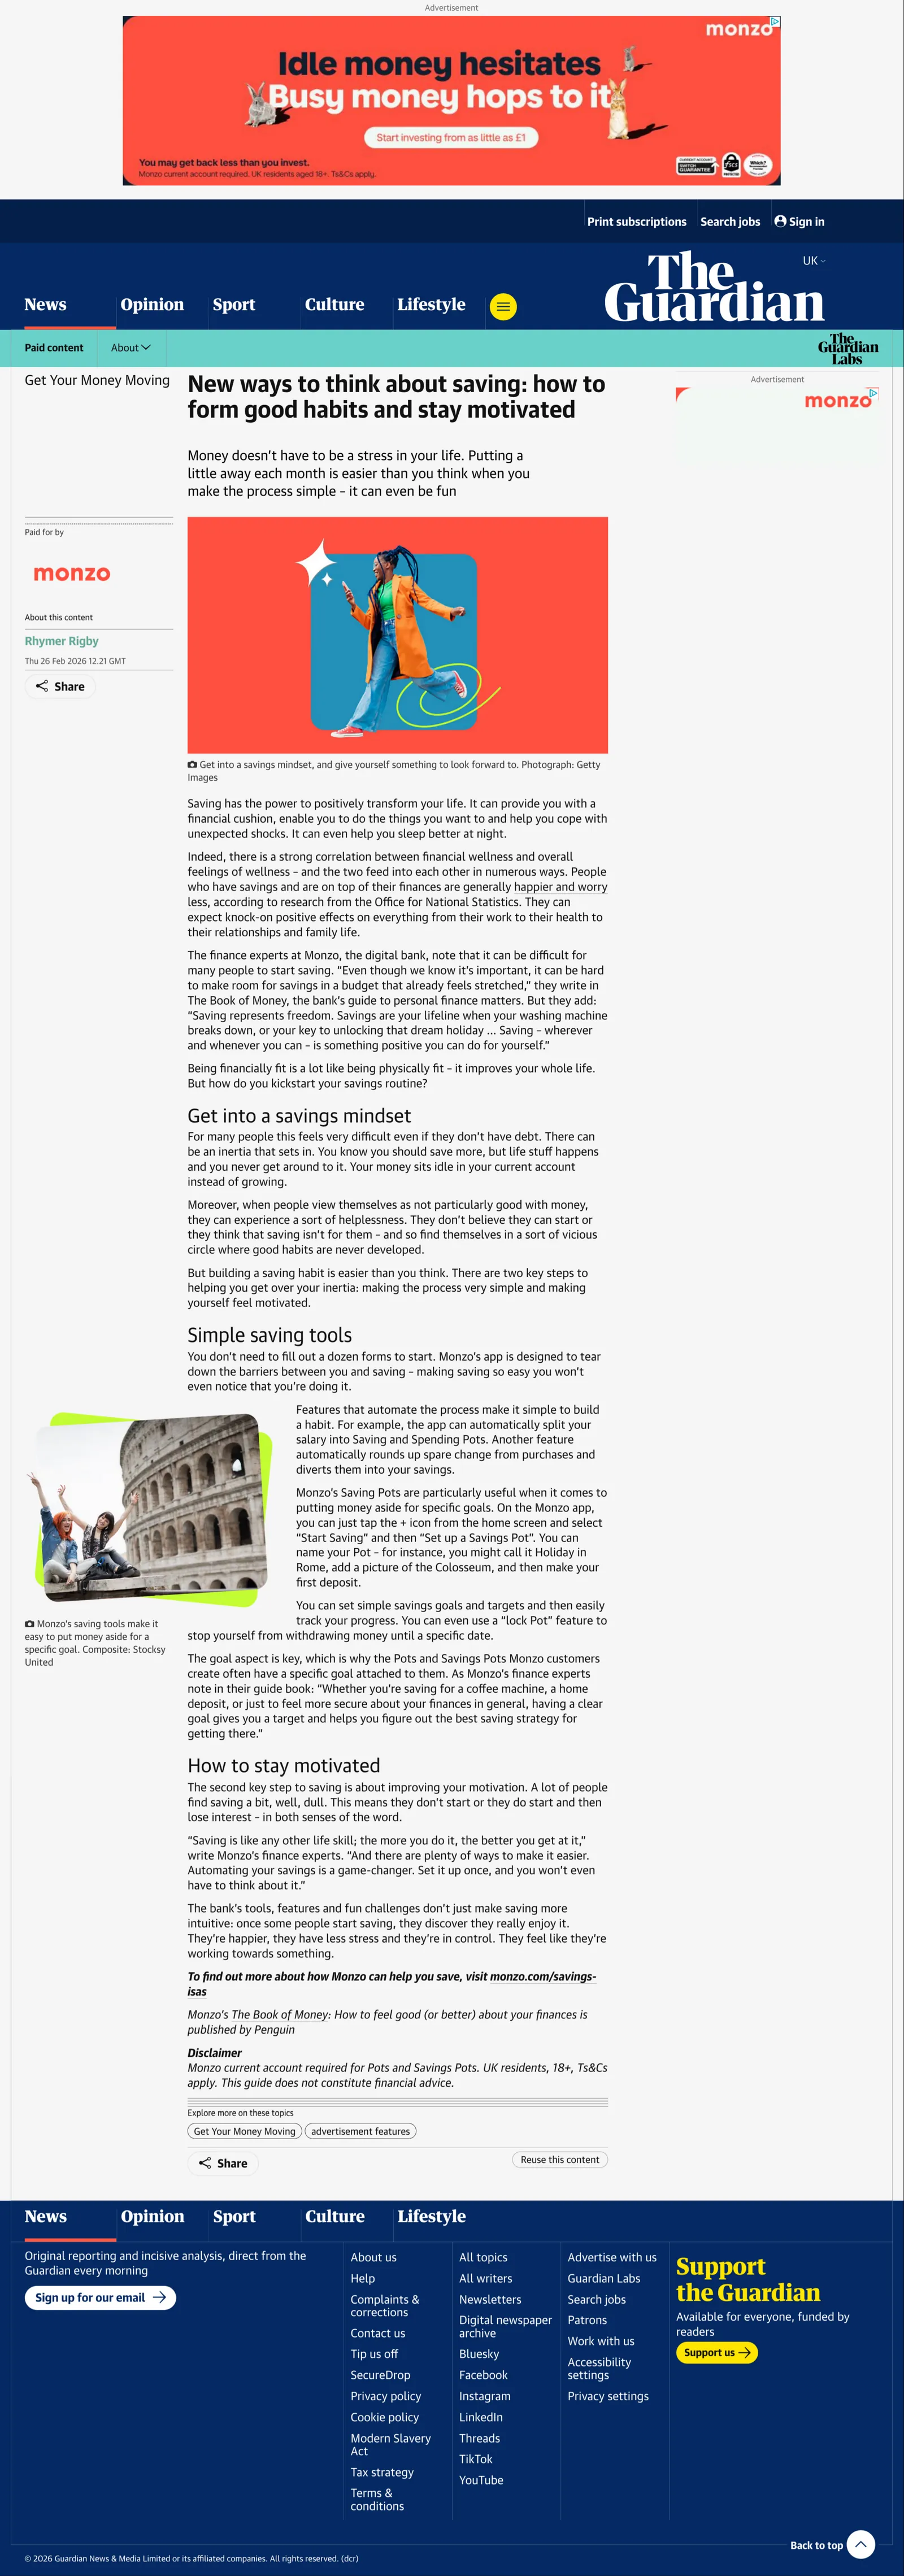 Advertisement
monzo
Idle money hesitates
Busy money hops to it
Start investing from as little as £1
You may get back less than you invest.
Monzo current account required. UK residents aged 18+. Ts&Cs apply.
CURRENT ACCOUNT
SWITCH
GUARANTEE
FSCS
PROTECTED
Which?
Print subscriptions
Search jobs
Sign in
UK
The
Guardian
News
Opinion
Sport
Culture
Lifestyle
Paid content
About
The
Guardian
Labs
Get Your Money Moving
New ways to think about saving: how to
form good habits and stay motivated
Advertisement
monzo
Money doesn’t have to be a stress in your life. Putting a
little away each month is easier than you think when you
make the process simple – it can even be fun
Paid for by
monzo
About this content
Rhymer Rigby
Thu 26 Feb 2026 12.21 GMT
Share
Get into a savings mindset, and give yourself something to look forward to. Photograph: Getty
Images
Saving has the power to positively transform your life. It can provide you with a
financial cushion, enable you to do the things you want to and help you cope with
unexpected shocks. It can even help you sleep better at night.
Indeed, there is a strong correlation between financial wellness and overall
feelings of wellness – and the two feed into each other in numerous ways. People
who have savings and are on top of their finances are generally happier and worry
less, according to research from the Office for National Statistics. They can
expect knock-on positive effects on everything from their work to their health to
their relationships and family life.
The finance experts at Monzo, the digital bank, note that it can be difficult for
many people to start saving. “Even though we know it’s important, it can be hard
to make room for savings in a budget that already feels stretched,” they write in
The Book of Money, the bank’s guide to personal finance matters. But they add:
“Saving represents freedom. Savings are your lifeline when your washing machine
breaks down, or your key to unlocking that dream holiday … Saving – wherever
and whenever you can – is something positive you can do for yourself.”
Being financially fit is a lot like being physically fit – it improves your whole life.
But how do you kickstart your savings routine?
Get into a savings mindset
For many people this feels very difficult even if they don’t have debt. There can
be an inertia that sets in. You know you should save more, but life stuff happens
and you never get around to it. Your money sits idle in your current account
instead of growing.
Moreover, when people view themselves as not particularly good with money,
they can experience a sort of helplessness. They don’t believe they can start or
they think that saving isn’t for them – and so find themselves in a sort of vicious
circle where good habits are never developed.
But building a saving habit is easier than you think. There are two key steps to
helping you get over your inertia: making the process very simple and making
yourself feel motivated.
Simple saving tools
You don’t need to fill out a dozen forms to start. Monzo’s app is designed to tear
down the barriers between you and saving – making saving so easy you won’t
even notice that you’re doing it.
Features that automate the process make it simple to build
a habit. For example, the app can automatically split your
salary into Saving and Spending Pots. Another feature
automatically rounds up spare change from purchases and
diverts them into your savings.
Monzo’s Saving Pots are particularly useful when it comes to
putting money aside for specific goals. On the Monzo app,
you can just tap the + icon from the home screen and select
“Start Saving” and then “Set up a Savings Pot”. You can
name your Pot – for instance, you might call it Holiday in
Rome, add a picture of the Colosseum, and then make your
first deposit.
Monzo’s saving tools make it
easy to put money aside for a
specific goal. Composite: Stocksy
United
You can set simple savings goals and targets and then easily
track your progress. You can even use a “lock Pot” feature to
stop yourself from withdrawing money until a specific date.
The goal aspect is key, which is why the Pots and Savings Pots Monzo customers
create often have a specific goal attached to them. As Monzo’s finance experts
note in their guide book: “Whether you’re saving for a coffee machine, a home
deposit, or just to feel more secure about your finances in general, having a clear
goal gives you a target and helps you figure out the best saving strategy for
getting there.”
How to stay motivated
The second key step to saving is about improving your motivation. A lot of people
find saving a bit, well, dull. This means they don’t start or they do start and then
lose interest – in both senses of the word.
“Saving is like any other life skill; the more you do it, the better you get at it,”
write Monzo’s finance experts. “And there are plenty of ways to make it easier.
Automating your savings is a game-changer. Set it up once, and you won’t even
have to think about it.”
The bank’s tools, features and fun challenges don’t just make saving more
intuitive: once some people start saving, they discover they really enjoy it.
They’re happier, they have less stress and they’re in control. They feel like they’re
working towards something.
To find out more about how Monzo can help you save, visit monzo.com/savings-
isas
Monzo’s The Book of Money: How to feel good (or better) about your finances is
published by Penguin
Disclaimer
Monzo current account required for Pots and Savings Pots. UK residents, 18+, Ts&Cs
apply. This guide does not constitute financial advice.
Explore more on these topics
Get Your Money Moving
advertisement features
Share
Reuse this content
News
Opinion
Sport
Culture
Lifestyle
Original reporting and incisive analysis, direct from the
Guardian every morning
Sign up for our email
About us
Help
Complaints &
corrections
Contact us
Tip us off
SecureDrop
Privacy policy
Cookie policy
Modern Slavery
Act
Tax strategy
Terms &
conditions
All topics
All writers
Newsletters
Digital newspaper
archive
Bluesky
Facebook
Instagram
LinkedIn
Threads
TikTok
YouTube
Advertise with us
Guardian Labs
Search jobs
Patrons
Work with us
Accessibility
settings
Privacy settings
Support
the Guardian
Available for everyone, funded by
readers
Support us
Back to top
© 2026 Guardian News & Media Limited or its affiliated companies. All rights reserved. (dcr)